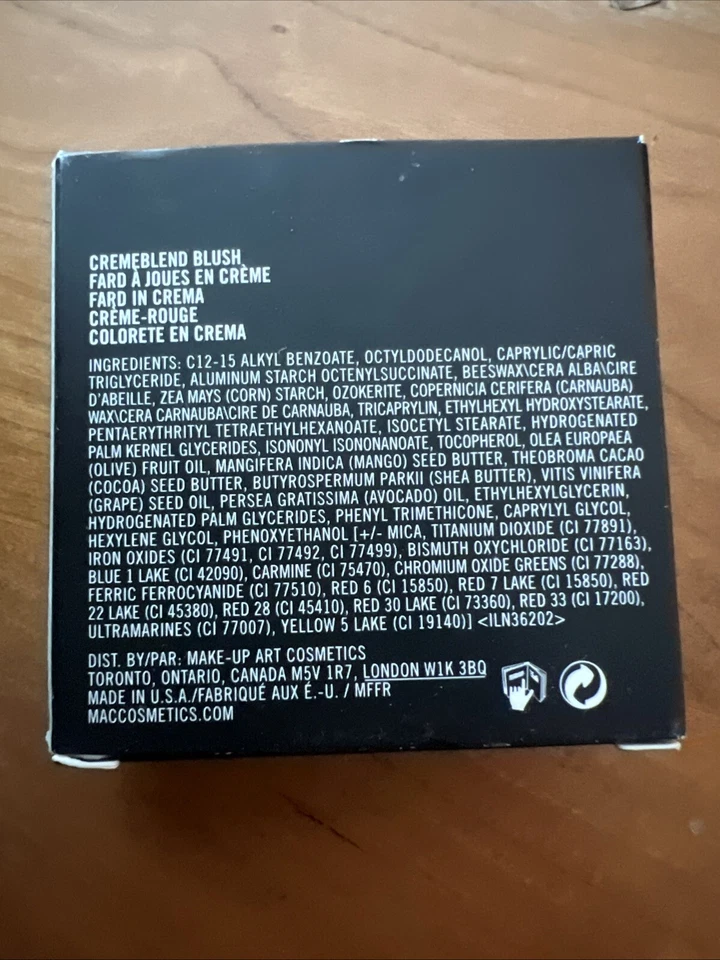 CREMEBLEND BLUSH
FARD À JOUES EN CRÈME
FARD IN CREMA
CRÈME-ROUGE
COLORETE EN CREMA
INGREDIENTS: C12-15 ALKYL BENZOATE, OCTYLDODECANOL, CAPRYLIC/CAPRIC
TRIGLYCERIDE, ALUMINUM STARCH OCTENYLSUCCINATE, BEESWAX\CERA ALBA\CIRE
D'ABEILLE, ZEA MAYS (CORN) STARCH, OZOKERITE, COPERNICIA CERIFERA (CARNAUBA)
WAX\CERA CARNAUBA\CIRE DE CARNAUBA, TRICAPRYLIN, ETHYLHEXYL HYDROXYSTEARATE,
PENTAERYTHRITYL TETRAETHYLHEXANOATE, ISOCETYL STEARATE, HYDROGENATED
PALM KERNEL GLYCERIDES, ISONONYL ISONONANOATE, TOCOPHEROL, OLEA EUROPAEA
(OLIVE) FRUIT OIL, MANGIFERA INDICA (MANGO) SEED BUTTER, THEOBROMA CACAO
(COCOA) SEED BUTTER, BUTYROSPERMUM PARKII (SHEA BUTTER), VITIS VINIFERA
(GRAPE) SEED OIL, PERSEA GRATISSIMA (AVOCADO) OIL, ETHYLHEXYLGLYCERIN,
HYDROGENATED PALM GLYCERIDES, PHENYL TRIMETHICONE, CAPRYLYL GLYCOL,
HEXYLENE GLYCOL, PHENOXYETHANOL [+/- MICA, TITANIUM DIOXIDE (CI 77891),
IRON OXIDES (CI 77491, CI 77492, CI 77499), BISMUTH OXYCHLORIDE (CI 77163),
BLUE 1 LAKE (CI 42090), CARMINE (CI 75470), CHROMIUM OXIDE GREENS (CI 77288),
FERRIC FERROCYANIDE (CI 77510), RED 6 (CI 15850), RED 7 LAKE (CI 15850), RED
22 LAKE (CI 45380), RED 28 (CI 45410), RED 30 LAKE (CI 73360), RED 33 (CI 17200),
ULTRAMARINES (CI 77007), YELLOW 5 LAKE (CI 19140)] <ILN36202>
DIST. BY/PAR: MAKE-UP ART COSMETICS
TORONTO, ONTARIO, CANADA M5V 1R7, LONDON W1K 3BQ
MADE IN U.S.A./FABRIQUÉ AUX É.-U. / MFFR
MACCOSMETICS.COM